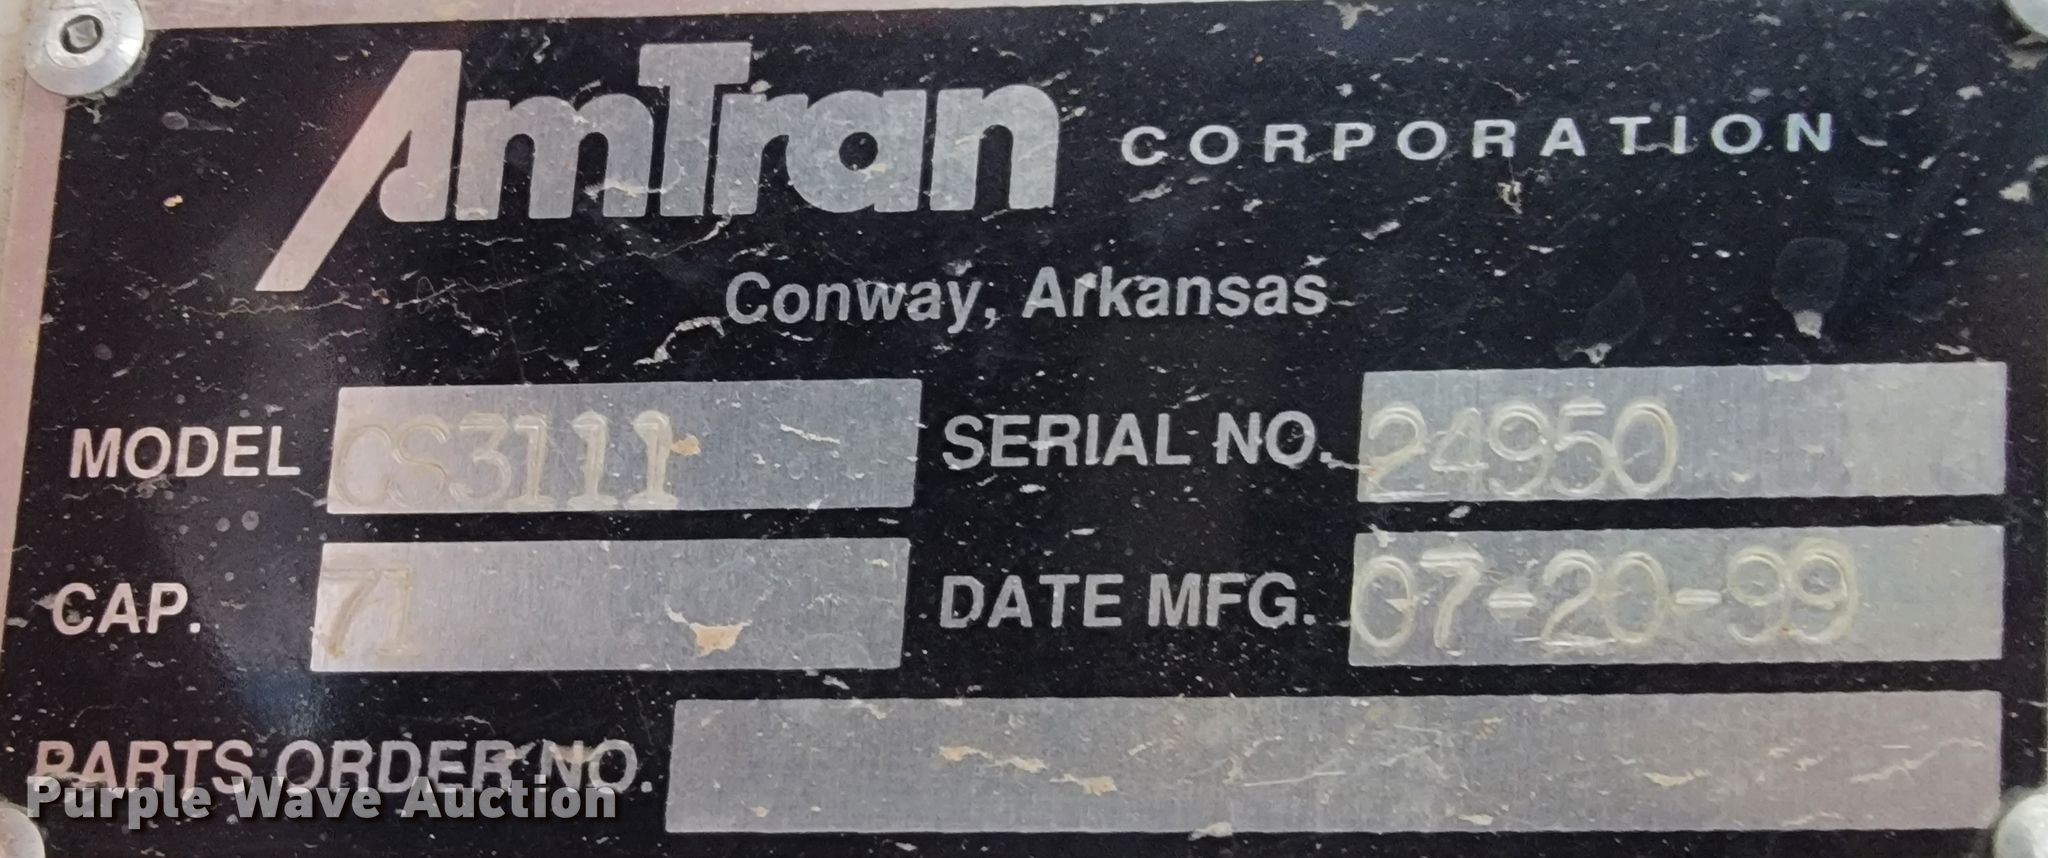 AmTran CORPORATION
Conway, Arkansas
MODEL CS3111 SERIAL NO. 24950
CAP. 71 DATE MFG. 07-20-99
PARTS ORDER NO.
Purple Wave Auction